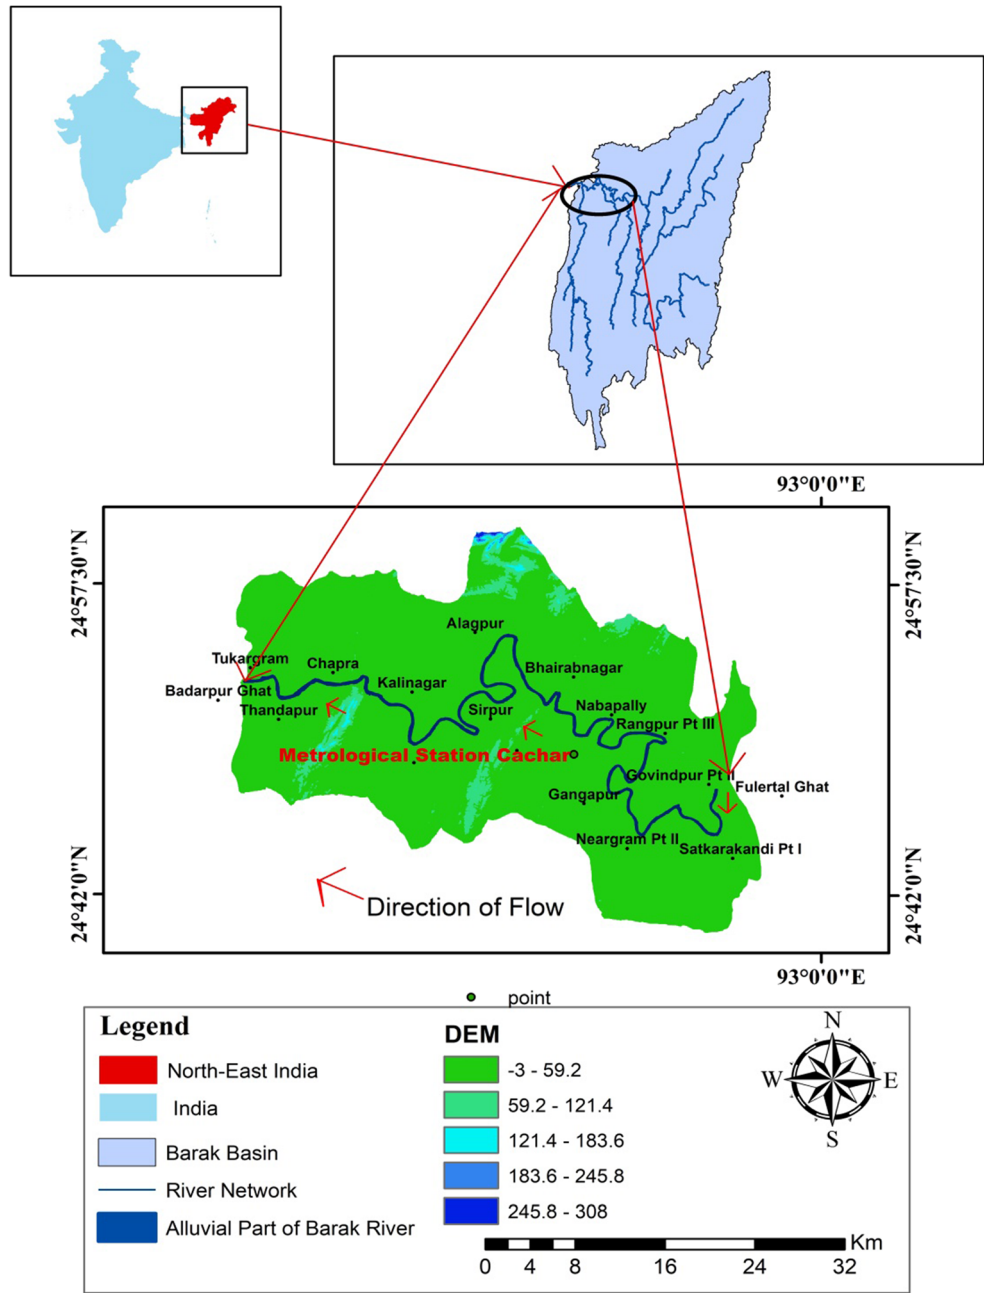 93°0'0"E
24°57'30"N
24°57'30"N
Alagpur
Tukargram
Chapra
Bhairabnagar
Kalinagar
Badarpur Ghat
Thandapur
Sirpur
Nabapally
Rangpur Pt III
Metrological Station Cachar
Govindpur Pt II
Fulertal Ghat
Gangapur
Neargram Pt II
Satkarakandi Pt I
24°42'0"N
24°42'0"N
Direction of Flow
93°0'0"E
point
Legend
North-East India
India
Barak Basin
River Network
Alluvial Part of Barak River
DEM
-3 - 59.2
59.2 - 121.4
121.4 - 183.6
183.6 - 245.8
245.8 - 308
N
W E
S
Km
0 4 8 16 24 32